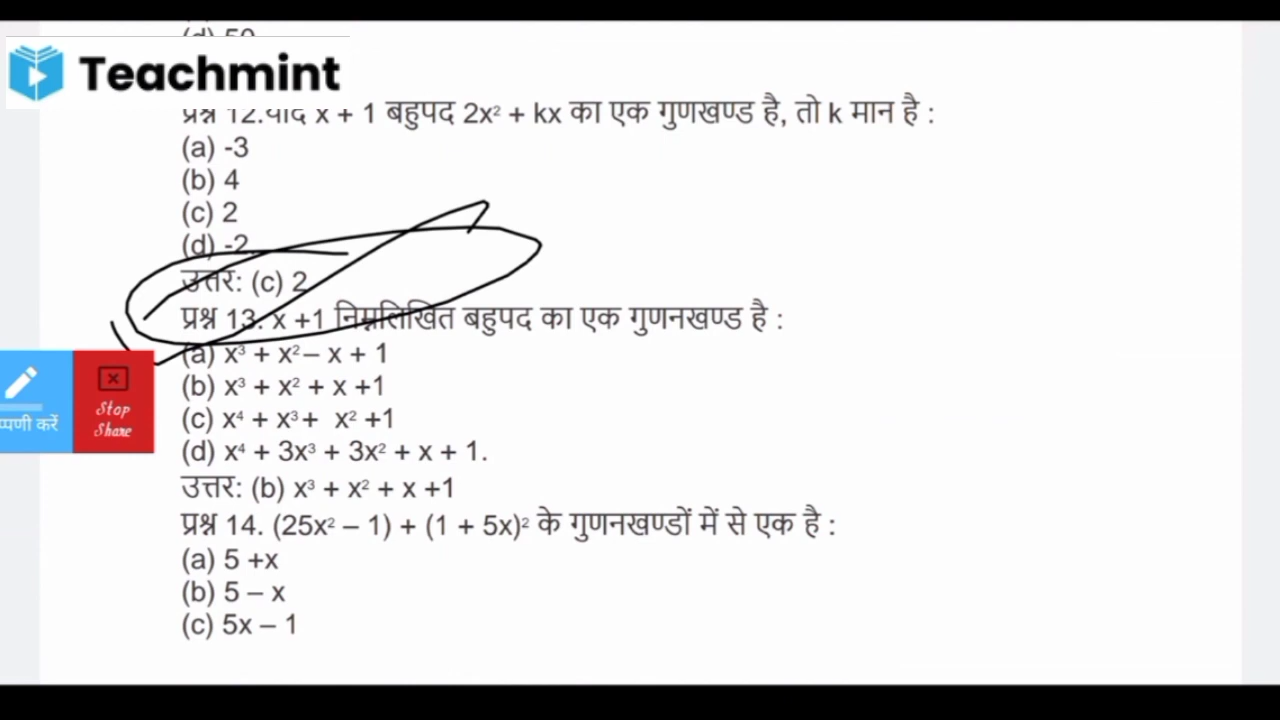 (d) 50
Teachmint
प्रश्न 12.यदि x + 1 बहुपद 2x² + kx का एक गुणखण्ड है, तो k मान है :
(a) -3
(b) 4
(c) 2
(d) -2
उत्तर: (c) 2
प्रश्न 13. x +1 निम्नलिखित बहुपद का एक गुणनखण्ड है :
(a) x³ + x² – x + 1
(b) x³ + x² + x +1
(c) x⁴ + x³ + x² +1
(d) x⁴ + 3x³ + 3x² + x + 1.
उत्तर: (b) x³ + x² + x +1
प्रश्न 14. (25x² – 1) + (1 + 5x)² के गुणनखण्डों में से एक है :
(a) 5 +x
(b) 5 – x
(c) 5x – 1
करें
Stop
Share